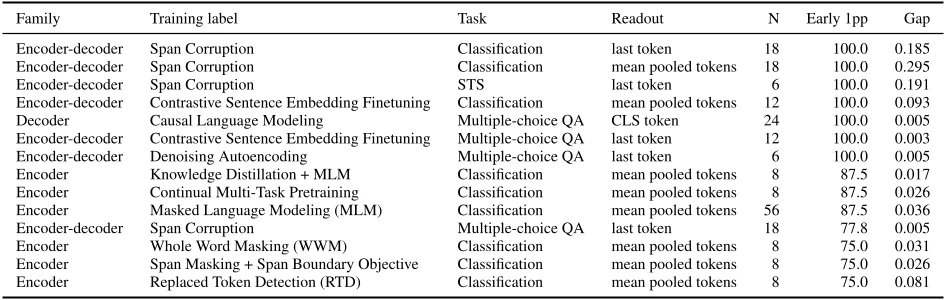 Family Training label Task Readout N Early 1pp Gap
Encoder-decoder Span Corruption Classification last token 18 100.0 0.185
Encoder-decoder Span Corruption Classification mean pooled tokens 18 100.0 0.295
Encoder-decoder Span Corruption STS last token 6 100.0 0.191
Encoder-decoder Contrastive Sentence Embedding Finetuning Classification mean pooled tokens 12 100.0 0.093
Decoder Causal Language Modeling Multiple-choice QA CLS token 24 100.0 0.005
Encoder-decoder Contrastive Sentence Embedding Finetuning Multiple-choice QA last token 12 100.0 0.003
Encoder-decoder Denoising Autoencoding Multiple-choice QA last token 6 100.0 0.005
Encoder Knowledge Distillation + MLM Classification mean pooled tokens 8 87.5 0.017
Encoder Continual Multi-Task Pretraining Classification mean pooled tokens 8 87.5 0.026
Encoder Masked Language Modeling (MLM) Classification mean pooled tokens 56 87.5 0.036
Encoder-decoder Span Corruption Multiple-choice QA last token 18 77.8 0.005
Encoder Whole Word Masking (WWM) Classification mean pooled tokens 8 75.0 0.031
Encoder Span Masking + Span Boundary Objective Classification mean pooled tokens 8 75.0 0.026
Encoder Replaced Token Detection (RTD) Classification mean pooled tokens 8 75.0 0.081